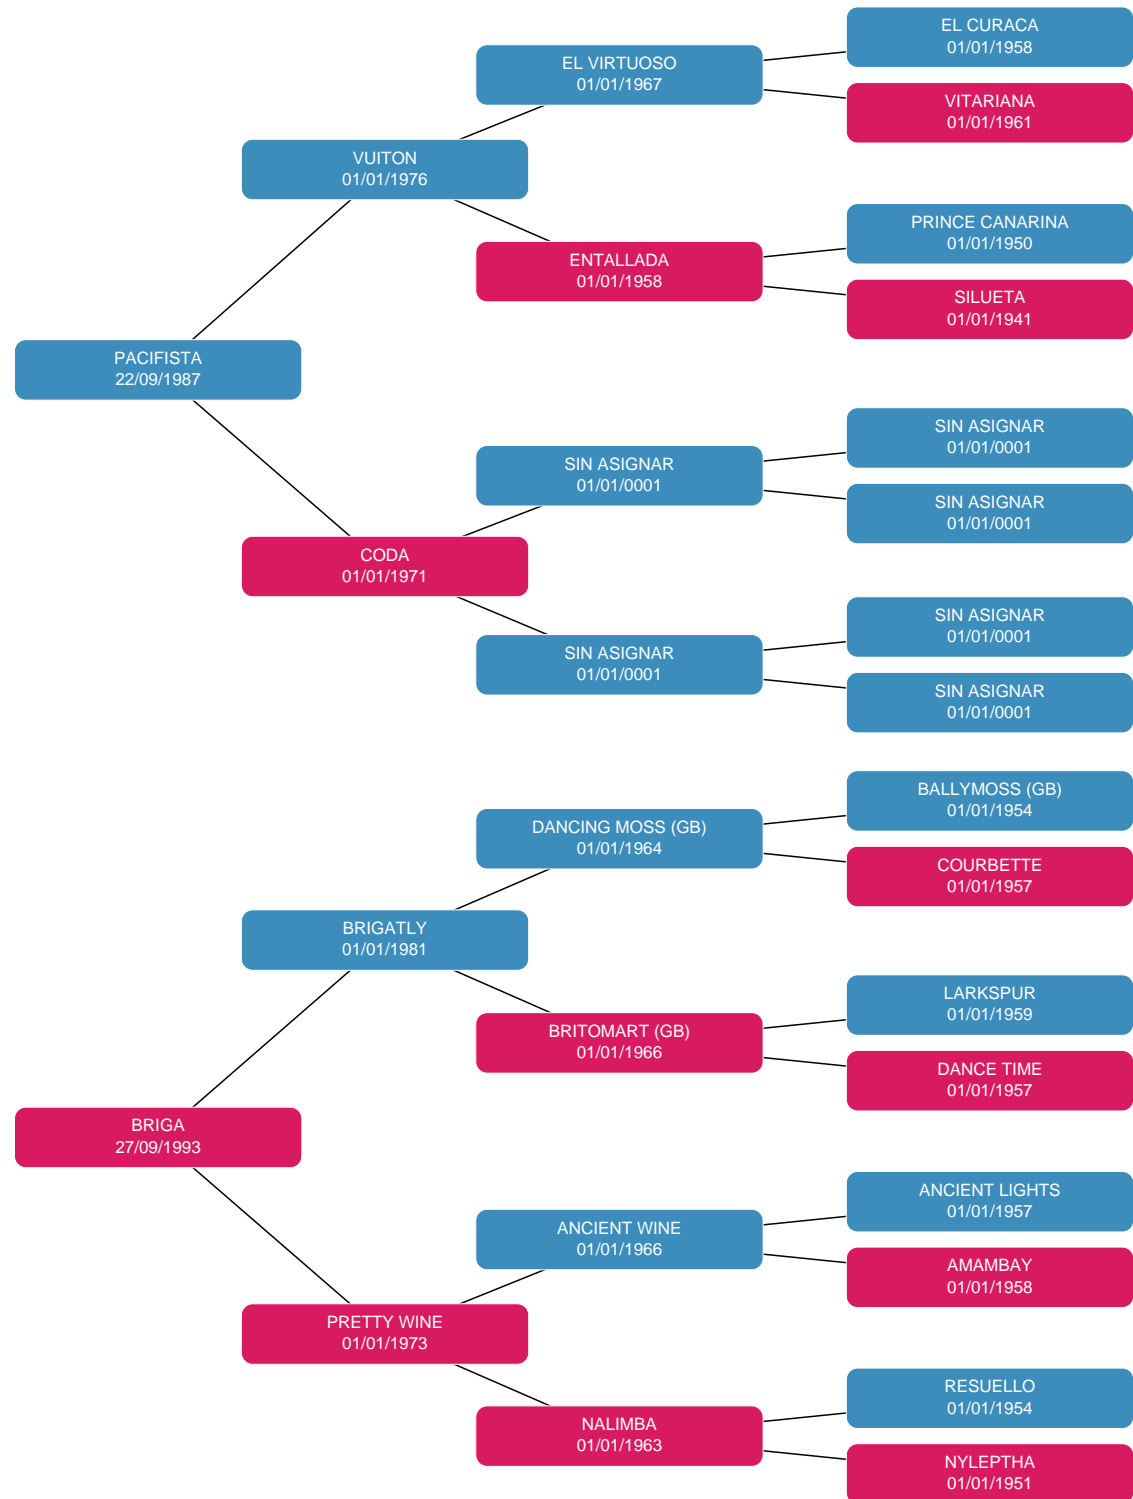 EL CURACA
01/01/1958
EL VIRTUOSO
01/01/1967
VITARIANA
01/01/1961
VUITON
01/01/1976
PRINCE CANARINA
01/01/1950
ENTALLADA
01/01/1958
SILUETA
01/01/1941
PACIFISTA
22/09/1987
SIN ASIGNAR
01/01/0001
SIN ASIGNAR
01/01/0001
SIN ASIGNAR
01/01/0001
CODA
01/01/1971
SIN ASIGNAR
01/01/0001
SIN ASIGNAR
01/01/0001
SIN ASIGNAR
01/01/0001
BALLYMOSS (GB)
01/01/1954
DANCING MOSS (GB)
01/01/1964
COURBETTE
01/01/1957
BRIGATLY
01/01/1981
LARKSPUR
01/01/1959
BRITOMART (GB)
01/01/1966
DANCE TIME
01/01/1957
BRIGA
27/09/1993
ANCIENT LIGHTS
01/01/1957
ANCIENT WINE
01/01/1966
AMAMBAY
01/01/1958
PRETTY WINE
01/01/1973
RESUELLO
01/01/1954
NALIMBA
01/01/1963
NYLEPTHA
01/01/1951